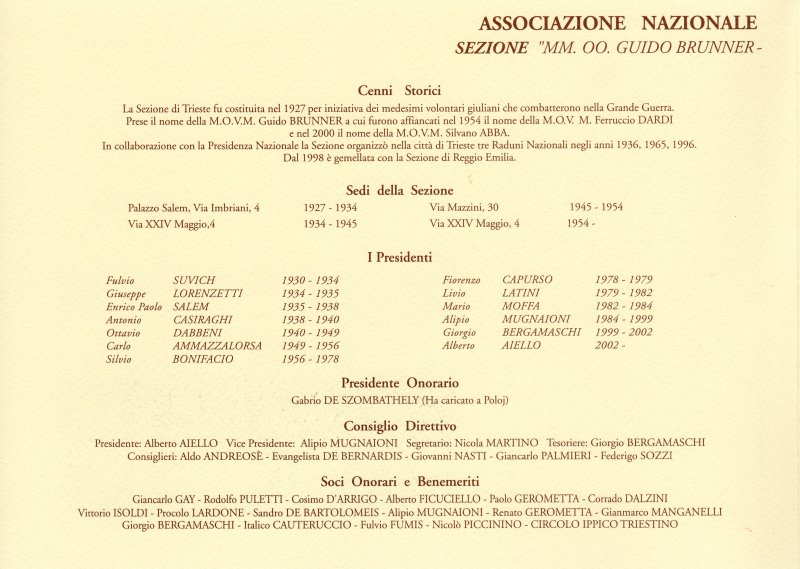 ASSOCIAZIONE NAZIONALE
SEZIONE "MM. OO. GUIDO BRUNNER -
Cenni Storici
La Sezione di Trieste fu costituita nel 1927 per iniziativa dei medesimi volontari giuliani che combatterono nella Grande Guerra.
Prese il nome della M.O.V.M. Guido BRUNNER a cui furono affiancati nel 1954 il nome della M.O.V. M. Ferruccio DARDI
e nel 2000 il nome della M.O.V.M. Silvano ABBA.
In collaborazione con la Presidenza Nazionale la Sezione organizzò nella città di Trieste tre Raduni Nazionali negli anni 1936, 1965, 1996.
Dal 1998 è gemellata con la Sezione di Reggio Emilia.
Sedi della Sezione
Palazzo Salem, Via Imbriani, 4 1927 - 1934 Via Mazzini, 30 1945 - 1954
Via XXIV Maggio,4 1934 - 1945 Via XXIV Maggio, 4 1954 -
I Presidenti
Fulvio SUVICH 1930 - 1934 Fiorenzo CAPURSO 1978 - 1979
Giuseppe LORENZETTI 1934 - 1935 Livio LATINI 1979 - 1982
Enrico Paolo SALEM 1935 - 1938 Mario MOFFA 1982 - 1984
Antonio CASIRAGHI 1938 - 1940 Alipio MUGNAIONI 1984 - 1999
Ottavio DABBENI 1940 - 1949 Giorgio BERGAMASCHI 1999 - 2002
Carlo AMMAZZALORSA 1949 - 1956 Alberto AIELLO 2002 -
Silvio BONIFACIO 1956 - 1978
Presidente Onorario
Gabrio DE SZOMBATHELY (Ha caricato a Poloj)
Consiglio Direttivo
Presidente: Alberto AIELLO Vice Presidente: Alipio MUGNAIONI Segretario: Nicola MARTINO Tesoriere: Giorgio BERGAMASCHI
Consiglieri: Aldo ANDREOSÈ - Evangelista DE BERNARDIS - Giovanni NASTI - Giancarlo PALMIERI - Federigo SOZZI
Soci Onorari e Benemeriti
Giancarlo GAY - Rodolfo PULETTI - Cosimo D'ARRIGO - Alberto FICUCIELLO - Paolo GEROMETTA - Corrado DALZINI
Vittorio ISOLDI - Procolo LARDONE - Sandro DE BARTOLOMEIS - Alipio MUGNAIONI - Renato GEROMETTA - Gianmarco MANGANELLI
Giorgio BERGAMASCHI - Italico CAUTERUCCIO - Fulvio FUMIS - Nicolò PICCININO - CIRCOLO IPPICO TRIESTINO